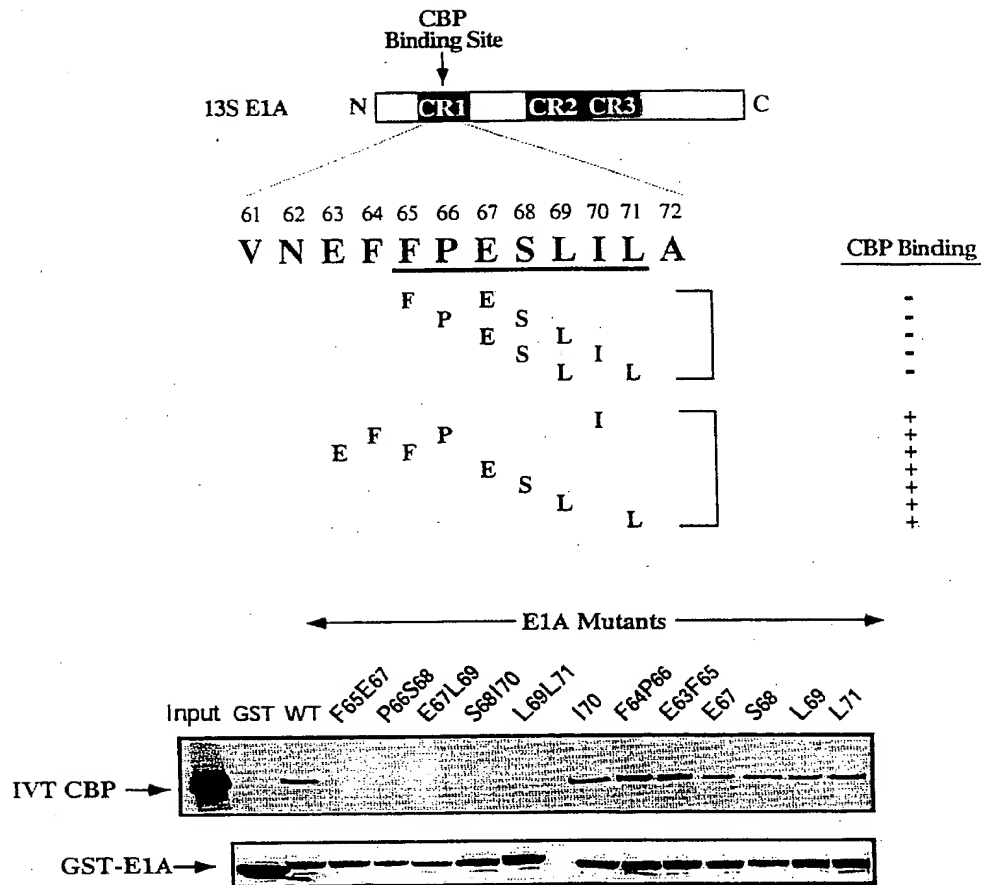 CBP
Binding Site
13S E1A N CR1 CR2 CR3 C
61 62 63 64 65 66 67 68 69 70 71 72
V N E F F P E S L I L A
CBP Binding
F E -
P S -
E L -
S I -
L L -
I +
F P +
E F +
E +
S +
L +
L +
E1A Mutants
Input GST WT F65E67 P66S68 E67L69 S68I70 L69L71 I70 F64P66 E63F65 E67 S68 L69 L71
IVT CBP
GST-E1A